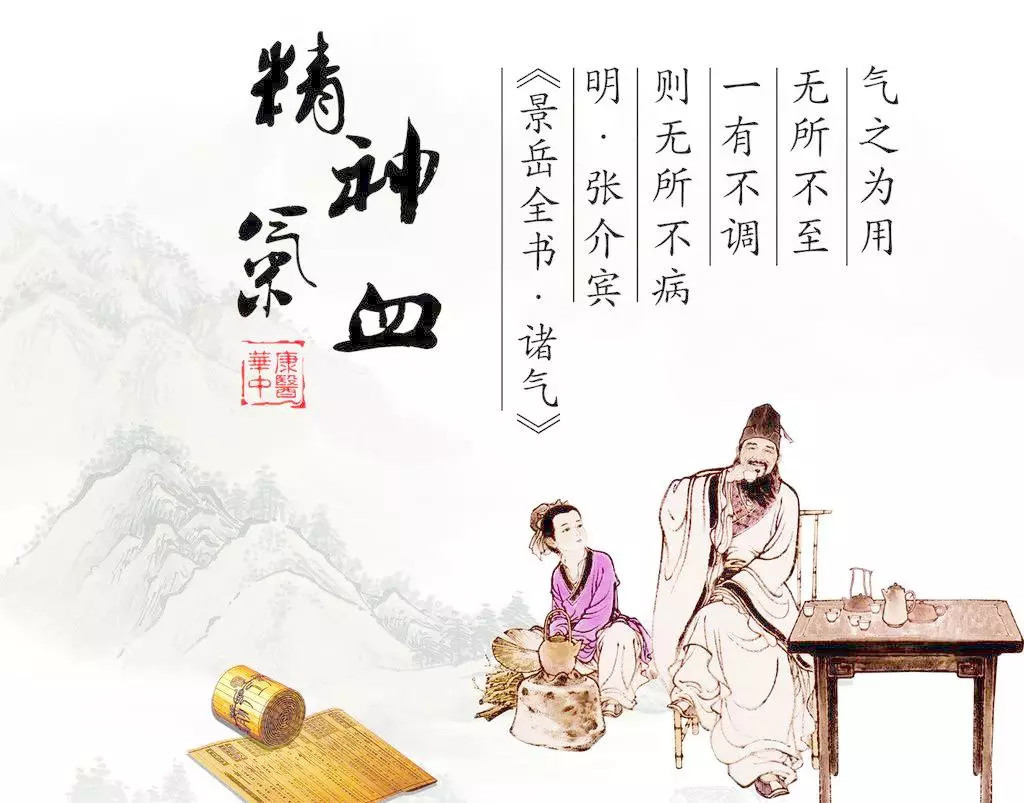 气之为用
无所不至
一有不调
则无所不病
明·张介宾
《景岳全书·诸气》
精神氣血
康醫
華中